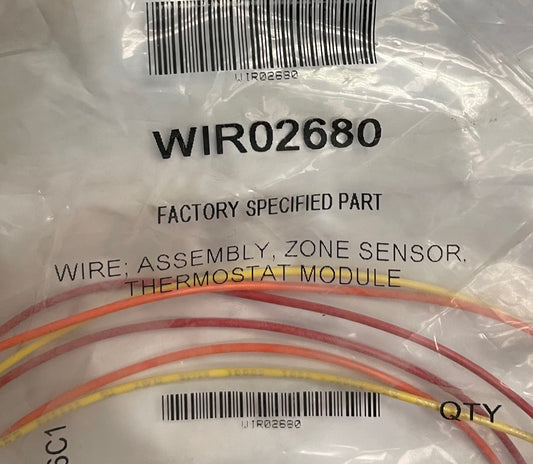 WIR02680
WIR02680
FACTORY SPECIFIED PART
WIRE; ASSEMBLY, ZONE SENSOR,
THERMOSTAT MODULE
WIR02680
QTY